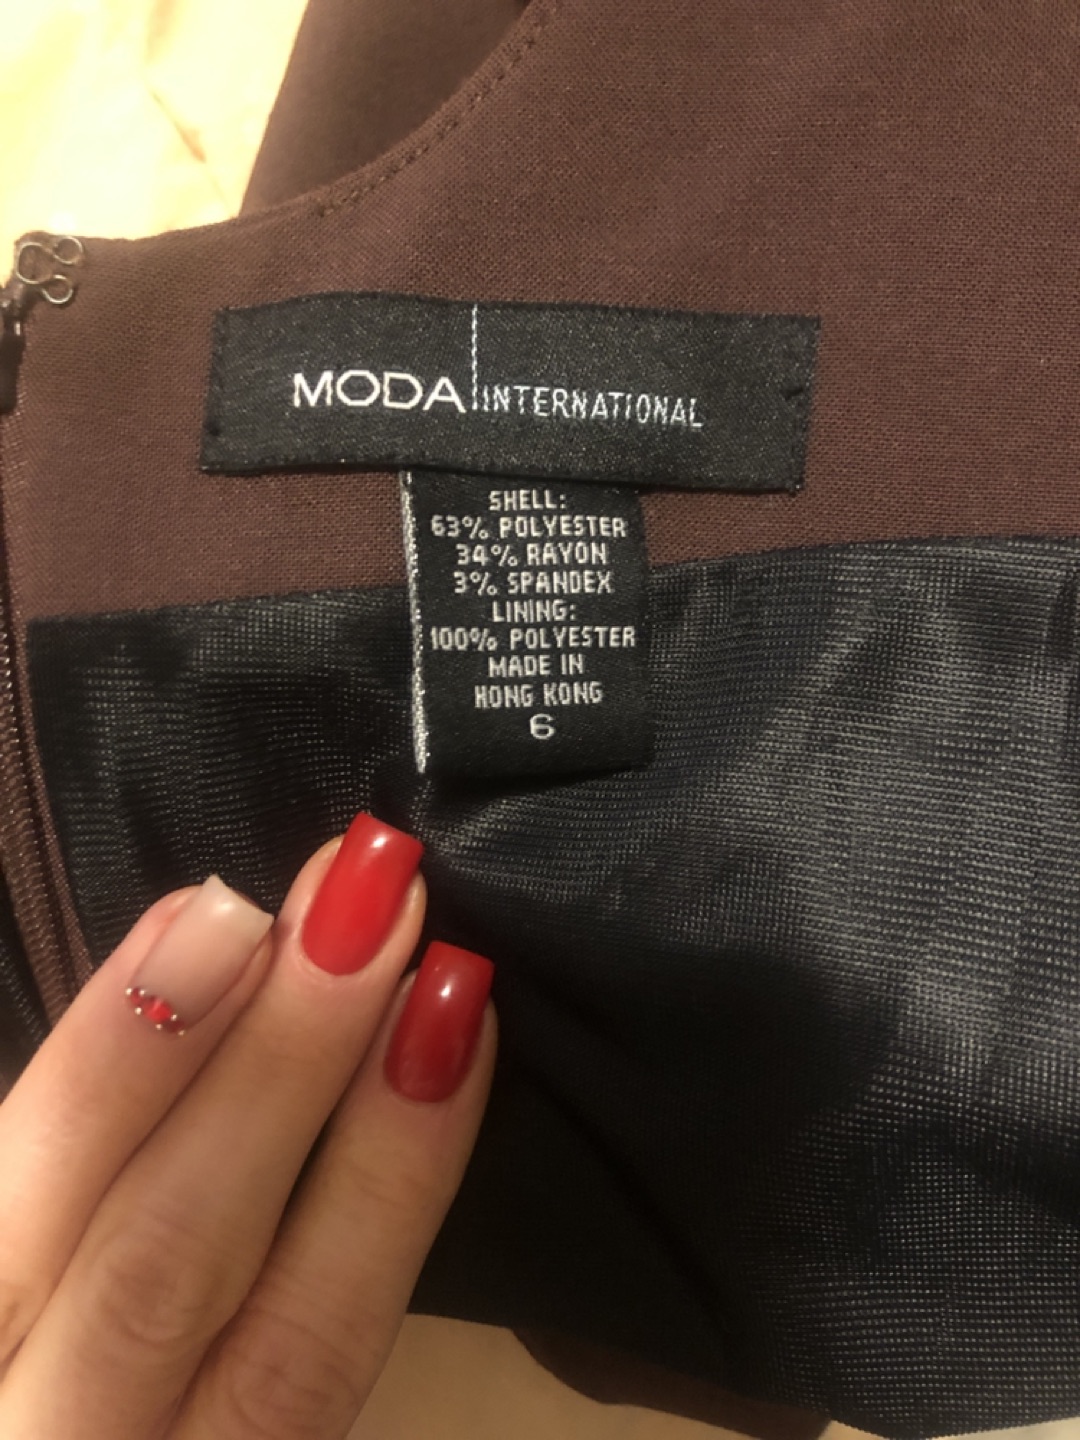 MODA INTERNATIONAL
SHELL:
63% POLYESTER
34% RAYON
3% SPANDEX
LINING:
100% POLYESTER
MADE IN
HONG KONG
6